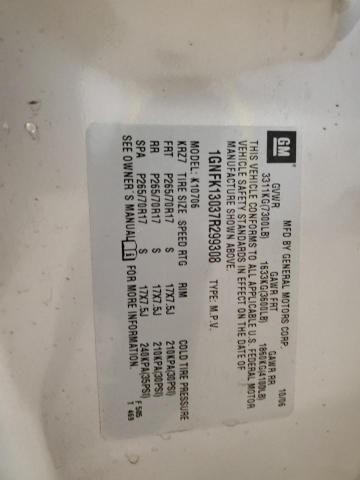 GM
MFD BY GENERAL MOTORS CORP. 10/06
GVWR GAWR FRT GAWR RR
3311KG(7300LB) 1633KG(3600LB) 1860KG(4100LB)
THIS VEHICLE CONFORMS TO ALL APPLICABLE U.S. FEDERAL MOTOR
VEHICLE SAFETY STANDARDS IN EFFECT ON THE DATE OF
MANUFACTURE SHOWN ABOVE.
1GNFK13037R299308 TYPE: M.P.V.
MODEL: K10706
KRZ7 TIRE SIZE SPEED RTG RIM COLD TIRE PRESSURE
FRT P265/70R17 S 17X7.5J 210KPA(30PSI)
RR P265/70R17 S 17X7.5J 210KPA(30PSI)
SPA P265/70R17 S 17X7.5J 240KPA(35PSI)
SEE OWNER'S MANUAL i FOR MORE INFORMATION. F 585
T 469